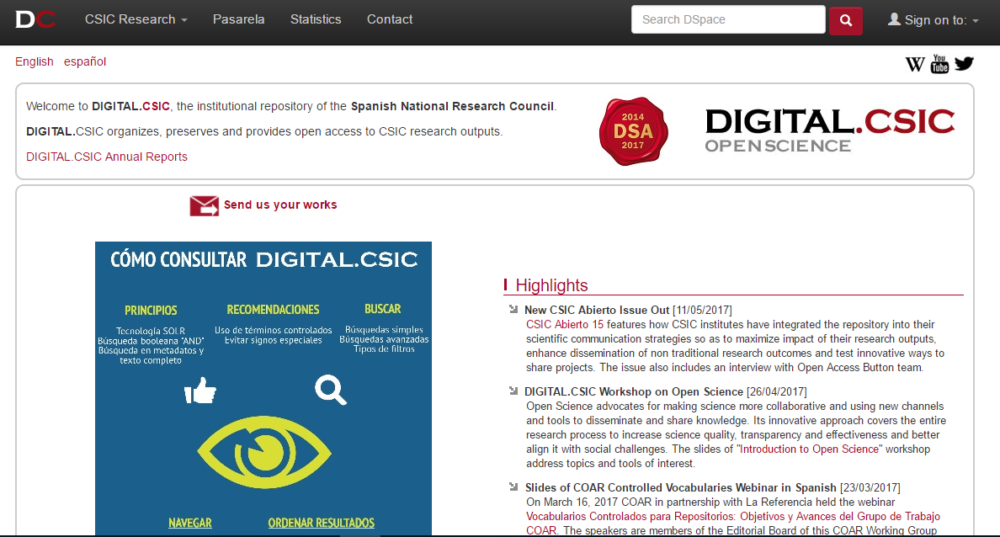 DC CSIC Research Pasarela Statistics Contact Search DSpace Sign on to:
English español W You Tube
Welcome to DIGITAL.CSIC, the institutional repository of the Spanish National Research Council.
DIGITAL.CSIC organizes, preserves and provides open access to CSIC research outputs.
DIGITAL.CSIC Annual Reports
2014
DSA
2017
DIGITAL.CSIC
OPENSCIENCE
Send us your works
CÓMO CONSULTAR DIGITAL.CSIC
PRINCIPIOS
Tecnología SOLR
Búsqueda booleana "AND"
Búsqueda en metadatos y
texto completo
RECOMENDACIONES
Uso de términos controlados
Evitar signos especiales
BUSCAR
Búsquedas simples
Búsquedas avanzadas
Tipos de filtros
NAVEGAR
ORDENAR RESULTADOS
Highlights
New CSIC Abierto Issue Out [11/05/2017]
CSIC Abierto 15 features how CSIC institutes have integrated the repository into their
scientific communication strategies so as to maximize impact of their research outputs,
enhance dissemination of non traditional research outcomes and test innovative ways to
share projects. The issue also includes an interview with Open Access Button team.
DIGITAL.CSIC Workshop on Open Science [26/04/2017]
Open Science advocates for making science more collaborative and using new channels
and tools to disseminate and share knowledge. Its innovative approach covers the entire
research process to increase science quality, transparency and effectiveness and better
align it with social challenges. The slides of "Introduction to Open Science" workshop
address topics and tools of interest.
Slides of COAR Controlled Vocabularies Webinar in Spanish [23/03/2017]
On March 16, 2017 COAR in partnership with La Referencia held the webinar
Vocabularios Controlados para Repositorios: Objetivos y Avances del Grupo de Trabajo
COAR. The speakers are members of the Editorial Board of this COAR Working Group